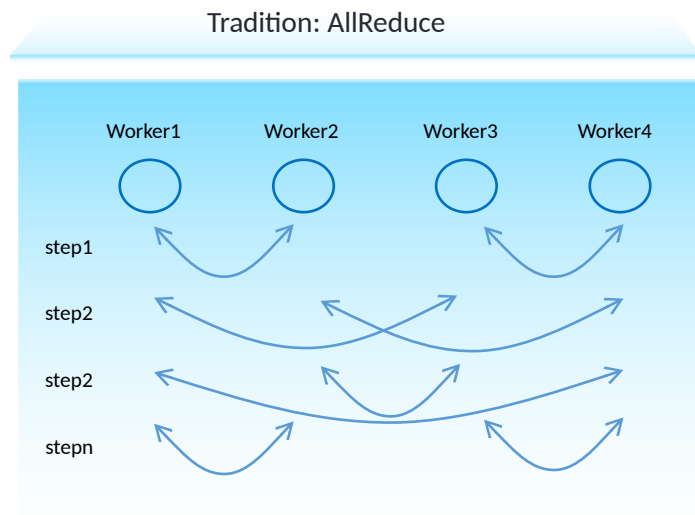 Tradition: AllReduce
Worker1 Worker2 Worker3 Worker4
step1
step2
step2
stepn